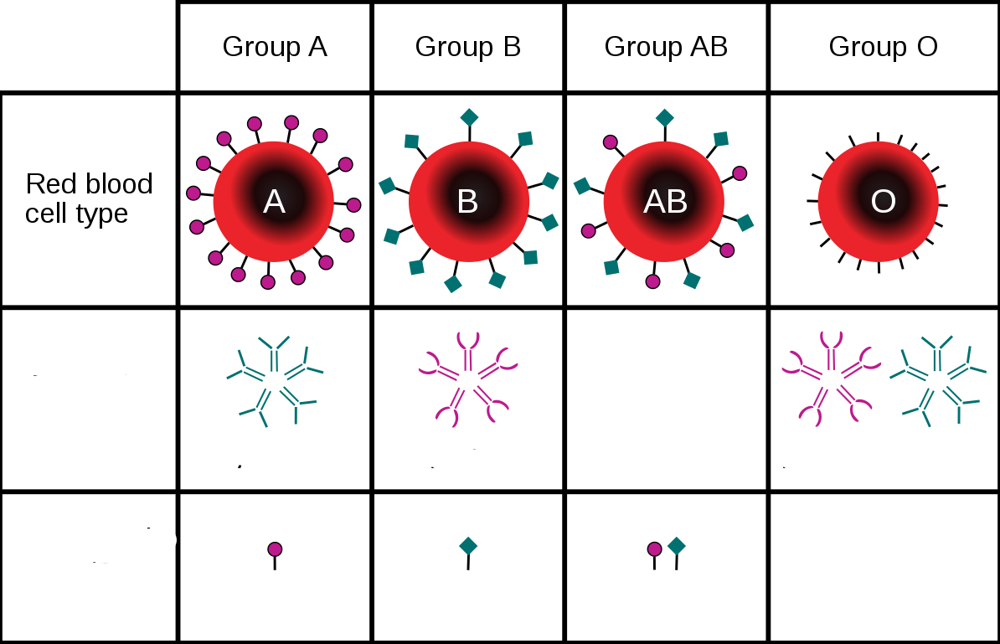 Group A
Group B
Group AB
Group O
Red blood
cell type
A
B
AB
O